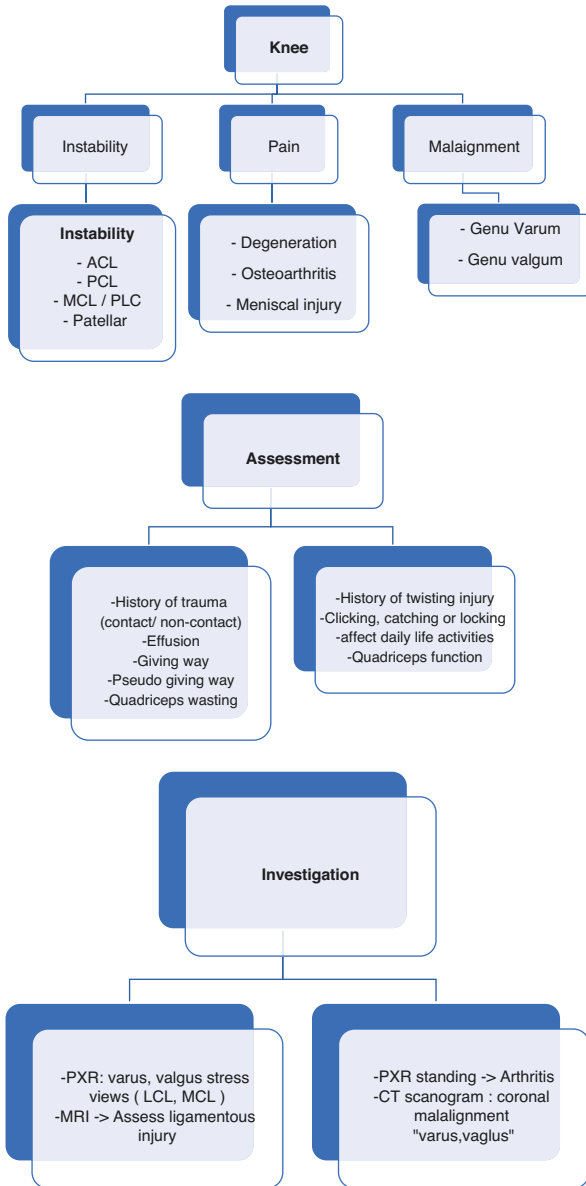 Knee
Instability
Pain
Malaignment
Instability
- ACL
- PCL
- MCL / PLC
- Patellar
- Degeneration
- Osteoarthritis
- Meniscal injury
- Genu Varum
- Genu valgum
Assessment
-History of trauma
(contact/ non-contact)
-Effusion
-Giving way
-Pseudo giving way
-Quadriceps wasting
-History of twisting injury
-Clicking, catching or locking
-affect daily life activities
-Quadriceps function
Investigation
-PXR: varus, valgus stress
views ( LCL, MCL )
-MRI -> Assess ligamentous
injury
-PXR standing -> Arthritis
-CT scanogram : coronal
malalignment
"varus,vaglus"